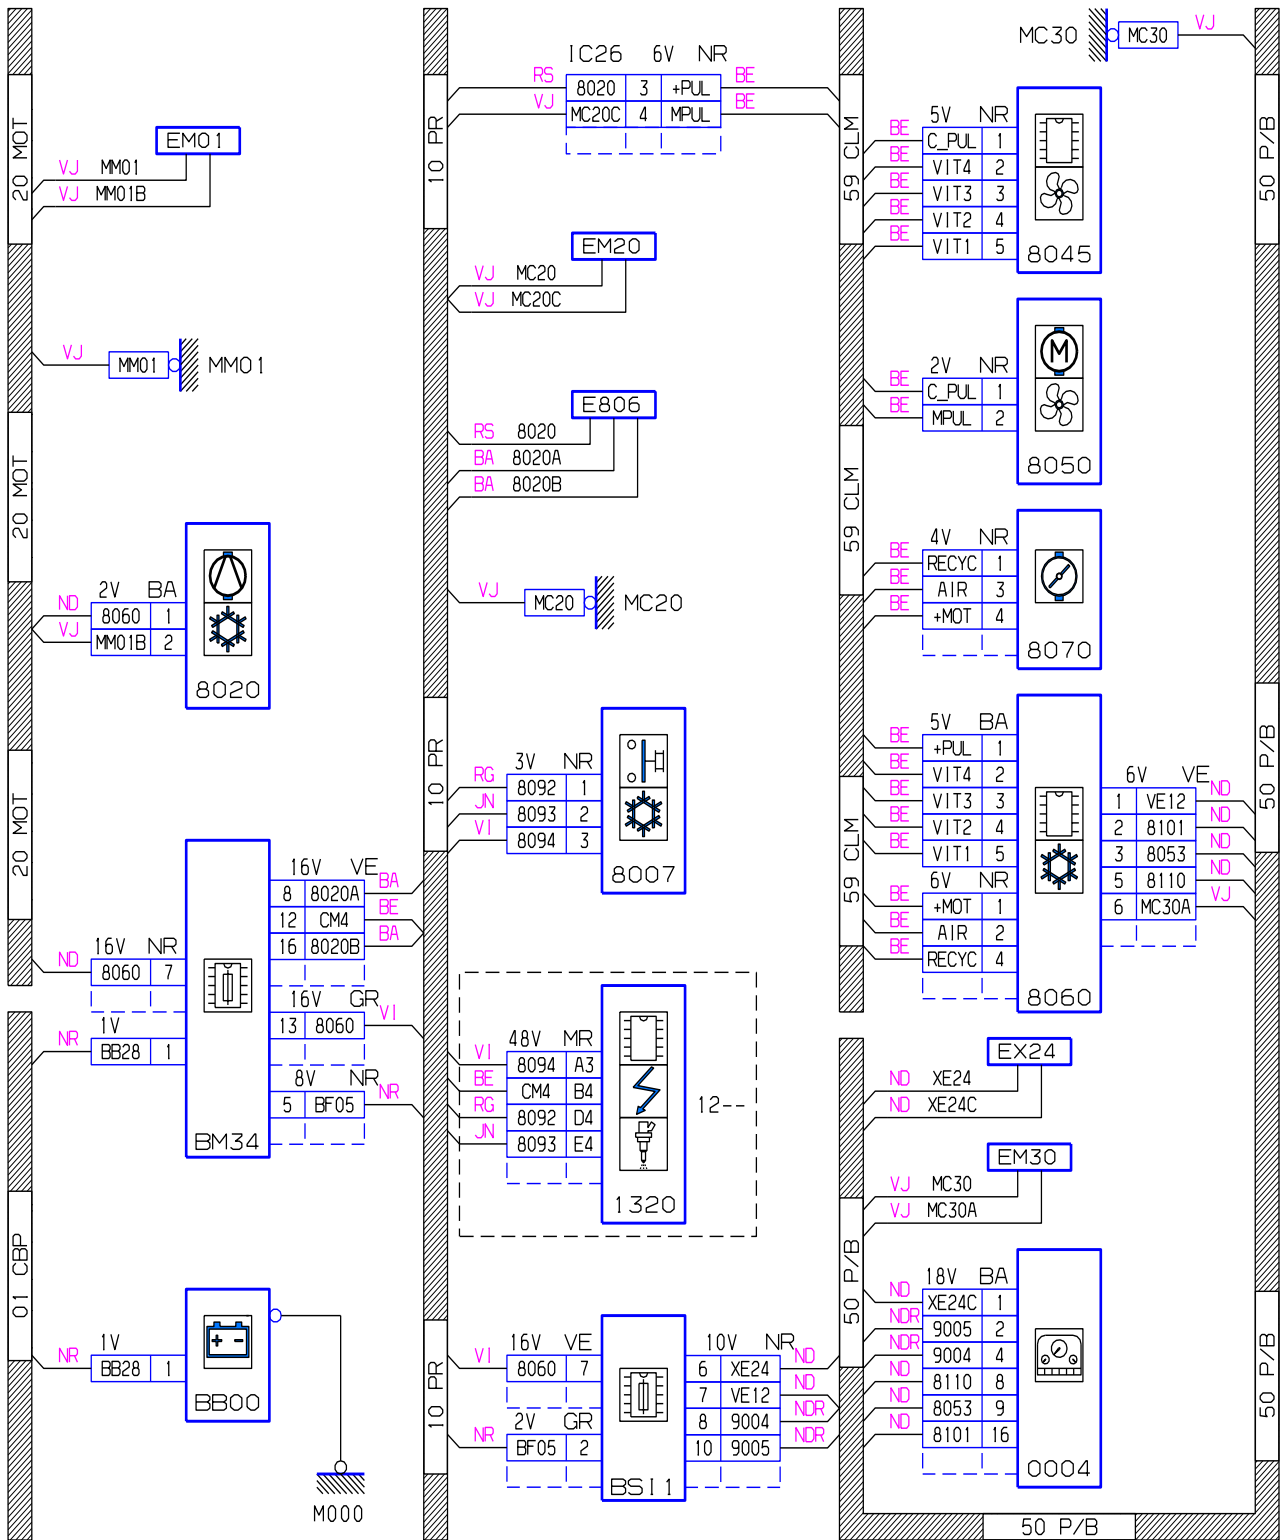 20 MOT
EM01
VJ MM01
VJ MM01B
VJ
MM01
MM01
20 MOT
2V BA
ND 8060 1
VJ MM01B 2
8020
20 MOT
16V VE
8 8020A BA
12 CM4 BE
16 8020B BA
16V NR
ND 8060 7
16V GR
13 8060 VI
1V
NR BB28 1
8V NR
5 BF05 NR
BM34
01 CBP
1V
NR BB28 1
BB00
M000
10 PR
IC26 6V NR
RS 8020 3 +PUL BE
VJ MC20C 4 MPUL BE
EM20
VJ MC20
VJ MC20C
E806
RS 8020
BA 8020A
BA 8020B
VJ
MC20
MC20
10 PR
3V NR
RG 8092 1
JN 8093 2
VI 8094 3
8007
48V MR
VI 8094 A3
BE CM4 B4
RG 8092 D4
JN 8093 E4
1320
12--
10 PR
16V VE
VI 8060 7
2V GR
NR BF05 2
10V NR
6 XE24 ND
7 VE12 ND
8 9004 NDR
10 9005 NDR
BSI1
MC30
MC30
VJ
59 CLM
50 P/B
5V NR
BE C_PUL 1
BE VIT4 2
BE VIT3 3
BE VIT2 4
BE VIT1 5
8045
2V NR
BE C_PUL 1
BE MPUL 2
8050
59 CLM
4V NR
BE RECYC 1
BE AIR 3
BE +MOT 4
8070
50 P/B
5V BA
BE +PUL 1
BE VIT4 2
BE VIT3 3
BE VIT2 4
BE VIT1 5
59 CLM
6V NR
BE +MOT 1
BE AIR 2
BE RECYC 4
6V VE
1 VE12 ND
2 8101 ND
3 8053 ND
5 8110 ND
6 MC30A VJ
8060
EX24
ND XE24
ND XE24C
EM30
VJ MC30
VJ MC30A
50 P/B
18V BA
ND XE24C 1
NDR 9005 2
NDR 9004 4
ND 8110 8
ND 8053 9
ND 8101 16
0004
50 P/B
50 P/B